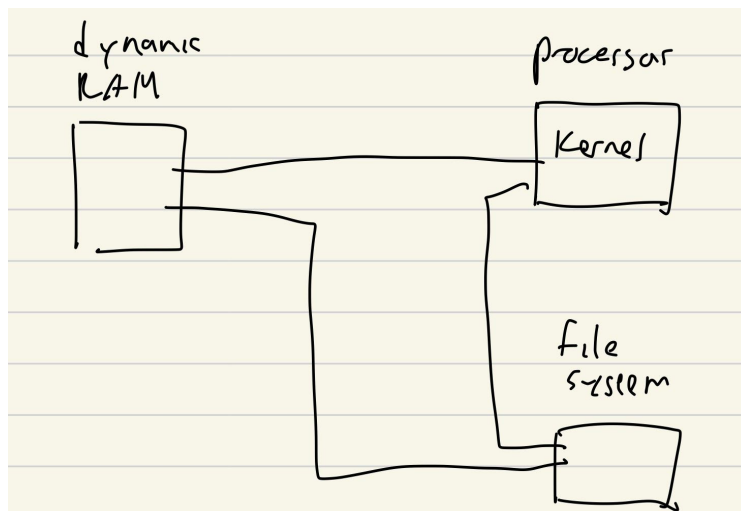 dynamic
RAM
processor
Kernel
file
system